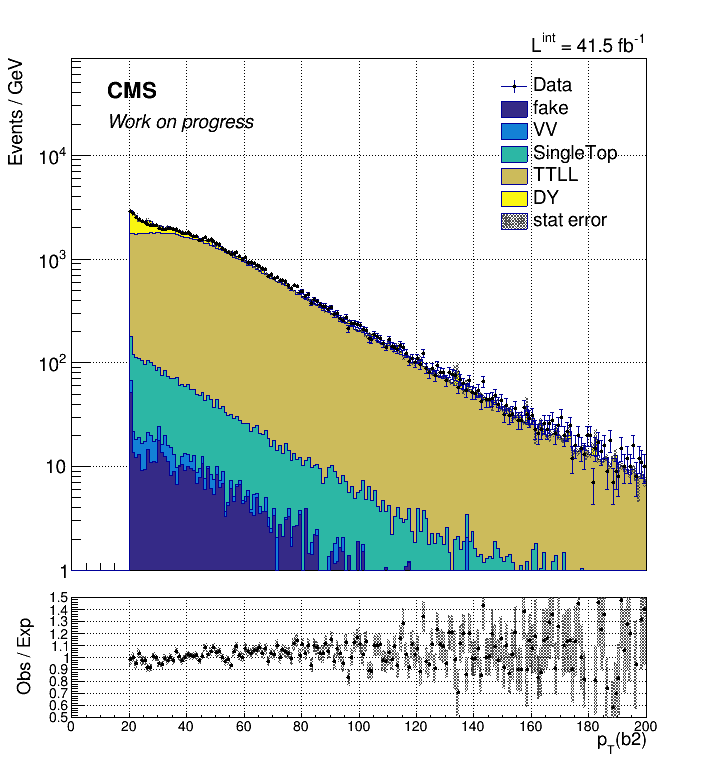 L^int = 41.5 fb^-1
Events / GeV
CMS
Work on progress
Data
fake
VV
SingleTop
TTLL
DY
stat error
10^4
10^3
10^2
10
1
Obs / Exp
1.5
1.4
1.3
1.2
1.1
1
0.9
0.8
0.7
0.6
0.5
0 20 40 60 80 100 120 140 160 180 200
p_T(b2)